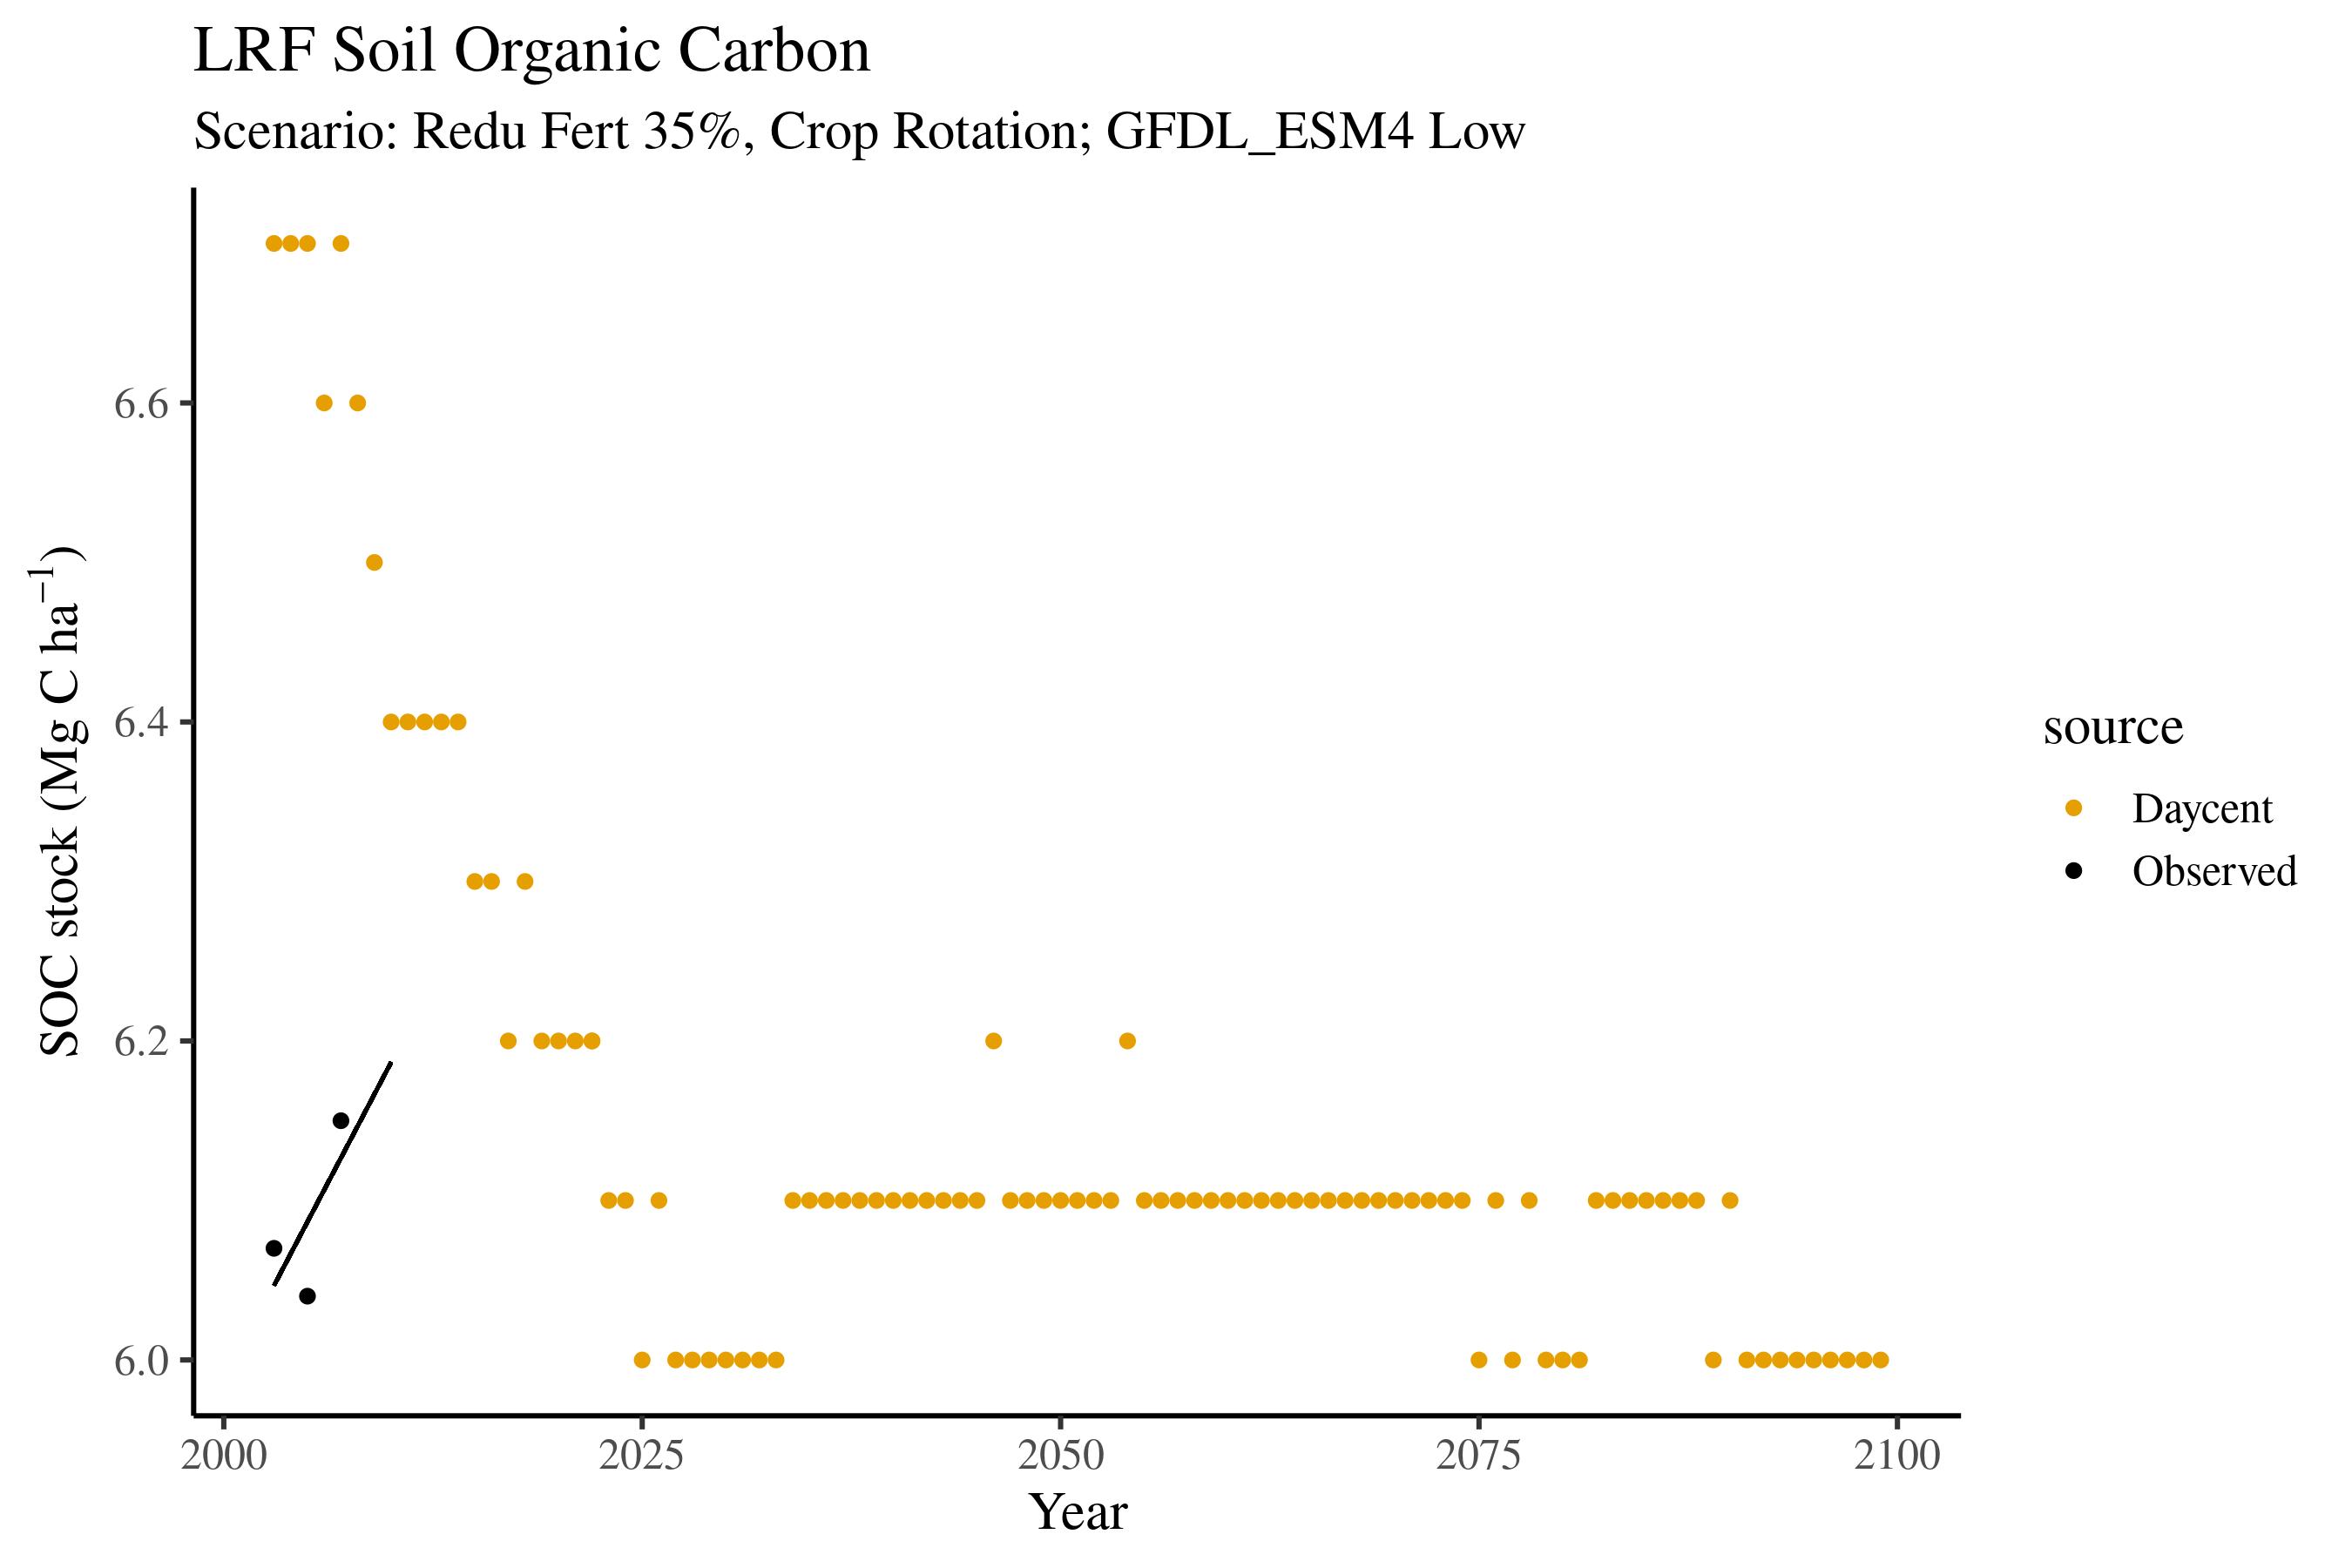 LRF Soil Organic Carbon
Scenario: Redu Fert 35%, Crop Rotation; GFDL_ESM4 Low
SOC stock (Mg C ha⁻¹)
6.6
6.4
6.2
6.0
2000 2025 2050 2075 2100
Year
source
Daycent
Observed